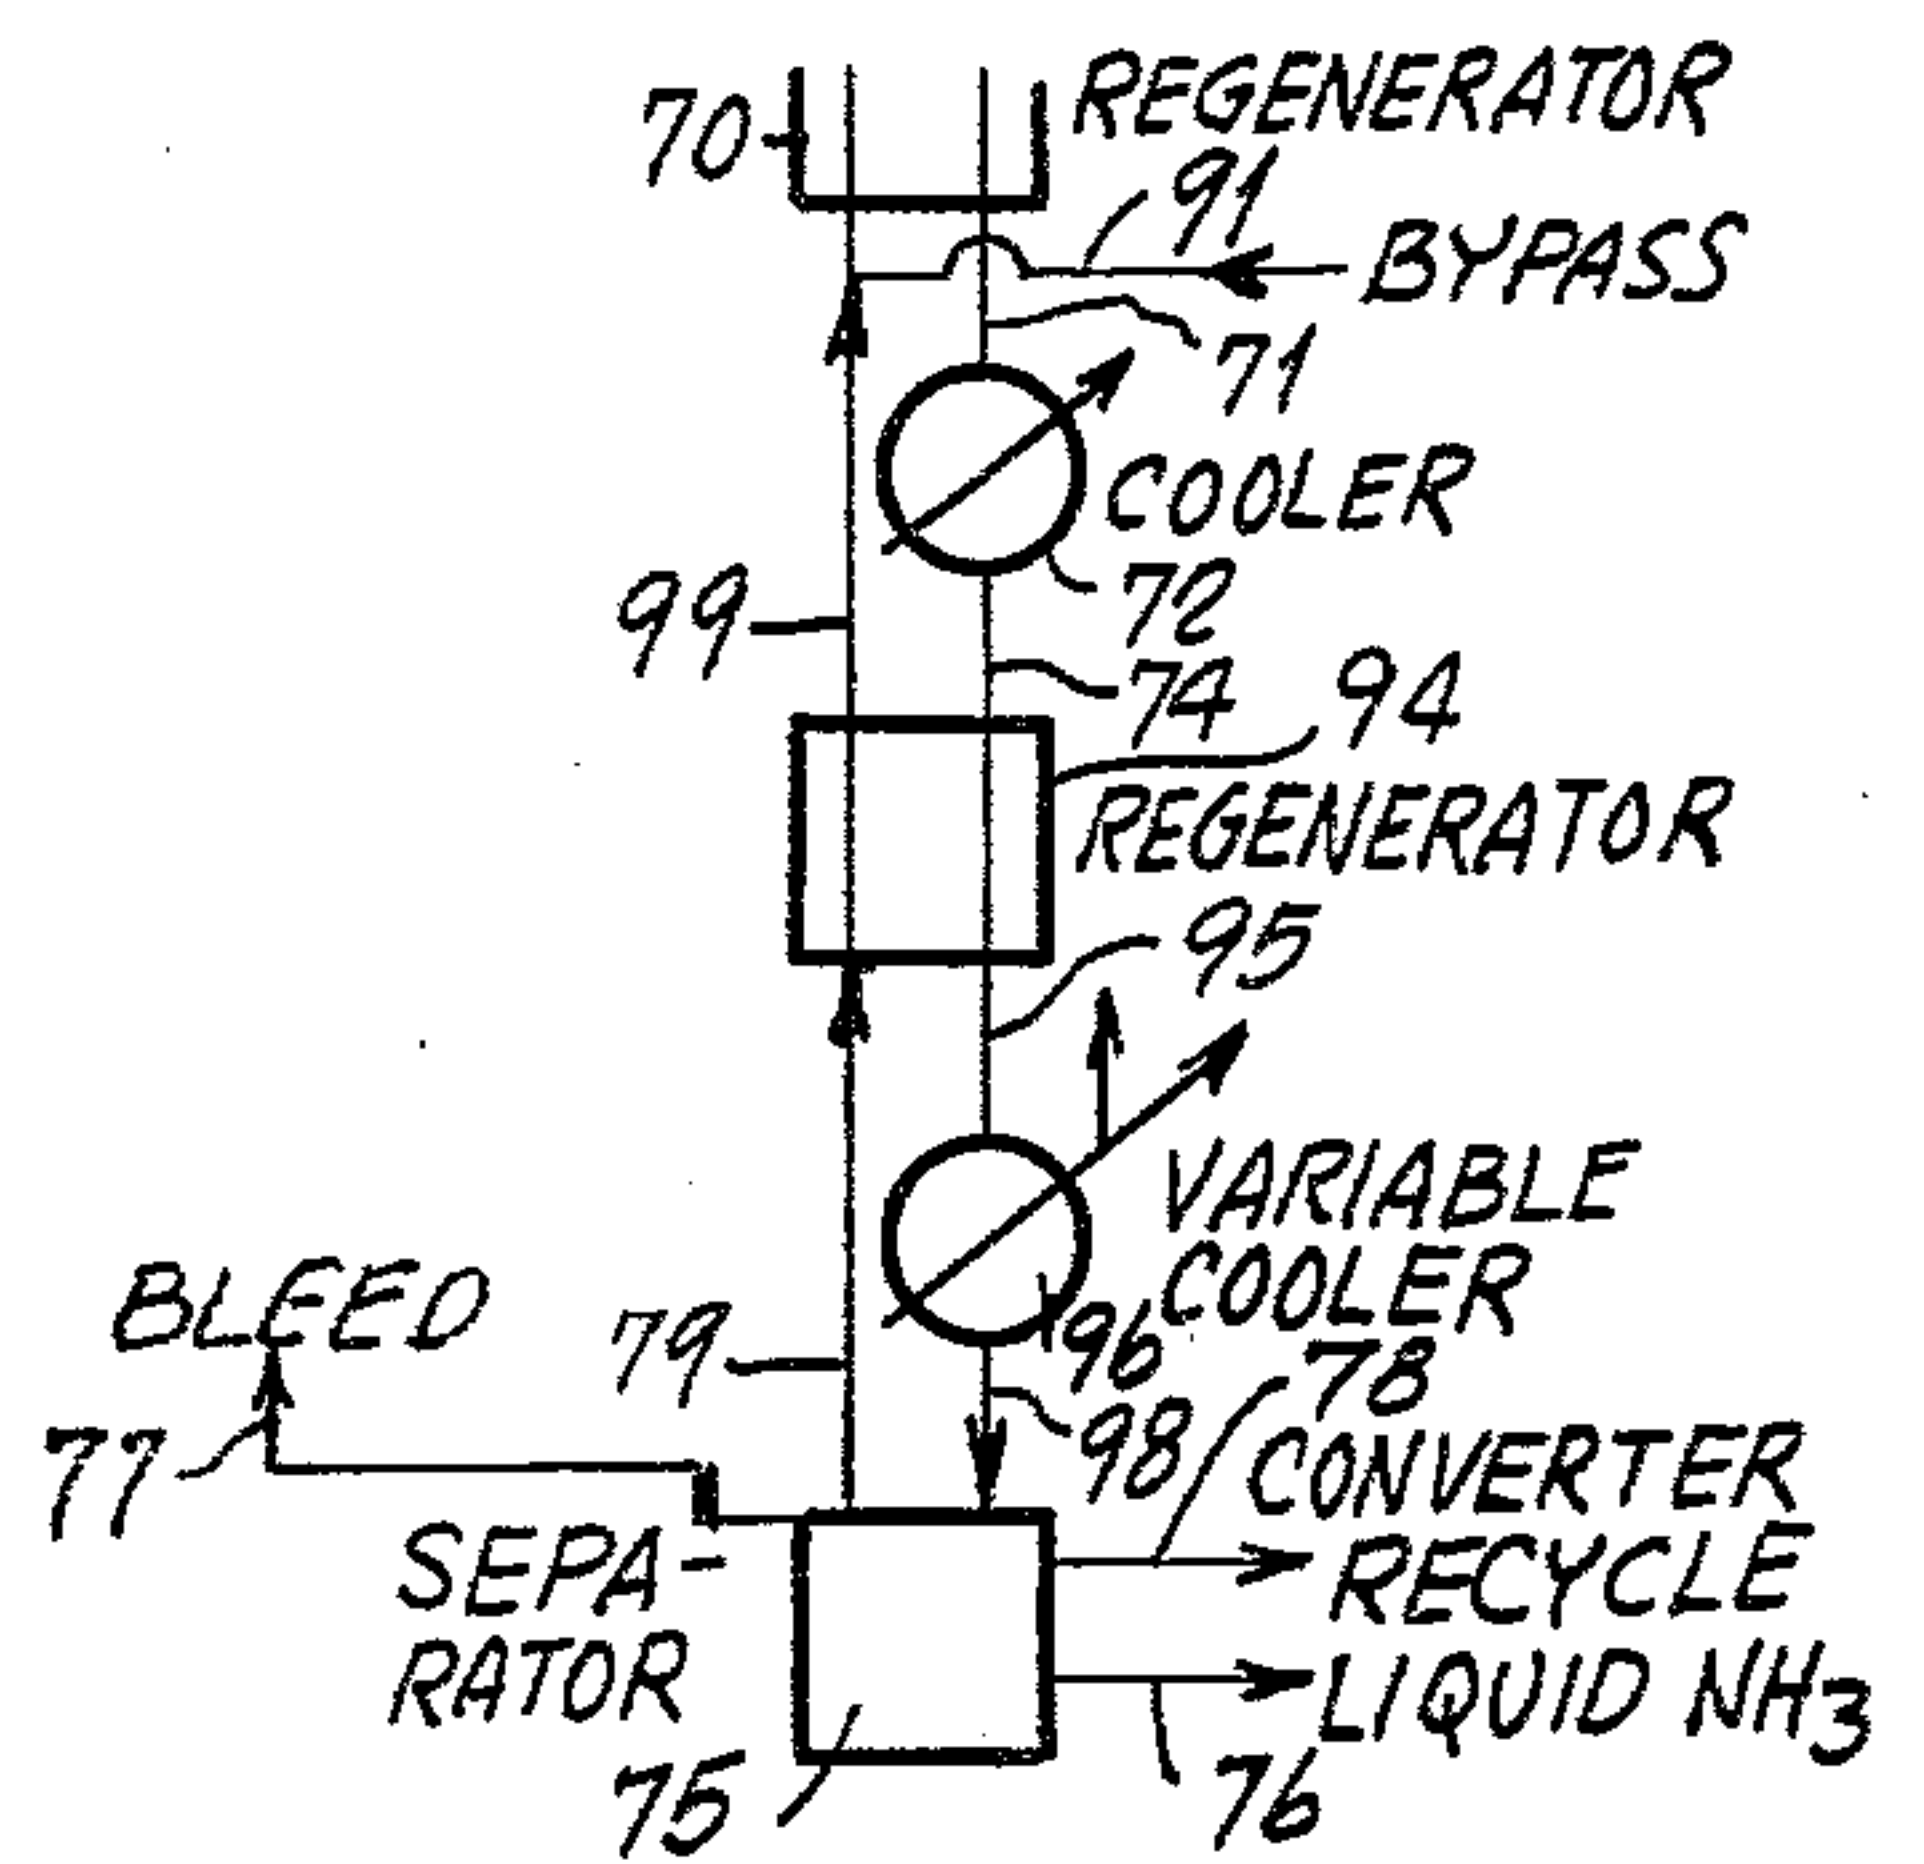 70
REGENERATOR
91
BYPASS
71
COOLER
72
99
74
94
REGENERATOR
95
VARIABLE
COOLER
96
BLEED
79
78
98
77
CONVERTER
RECYCLE
SEPA-
RATOR
LIQUID NH3
75
76